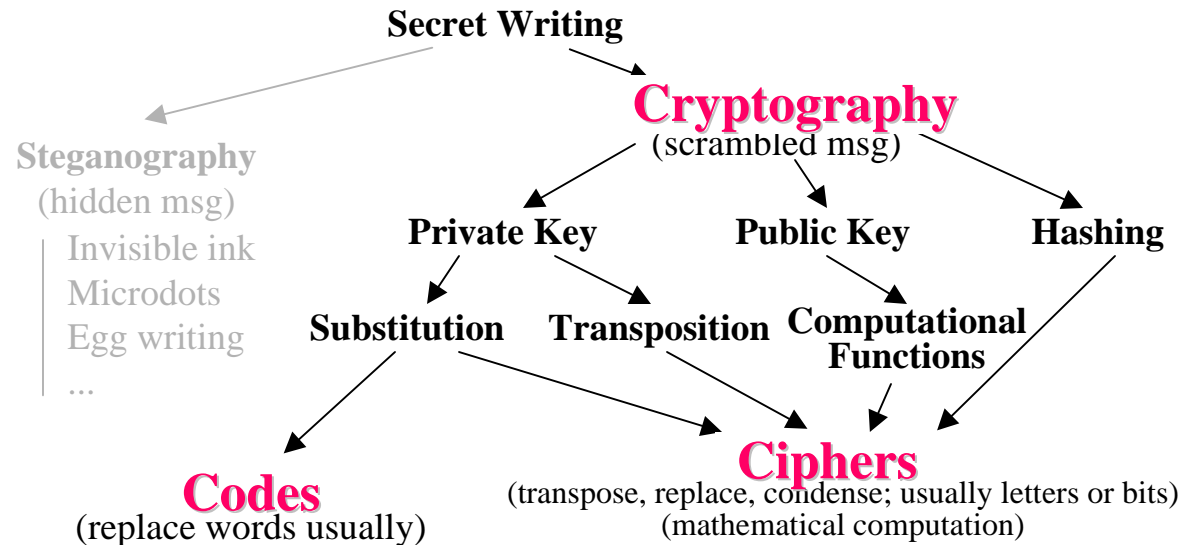 Secret Writing
Cryptography
(scrambled msg)
Steganography
(hidden msg)
Invisible ink
Microdots
Egg writing
...
Private Key
Public Key
Hashing
Substitution
Transposition
Computational
Functions
Codes
(replace words usually)
Ciphers
(transpose, replace, condense; usually letters or bits)
(mathematical computation)